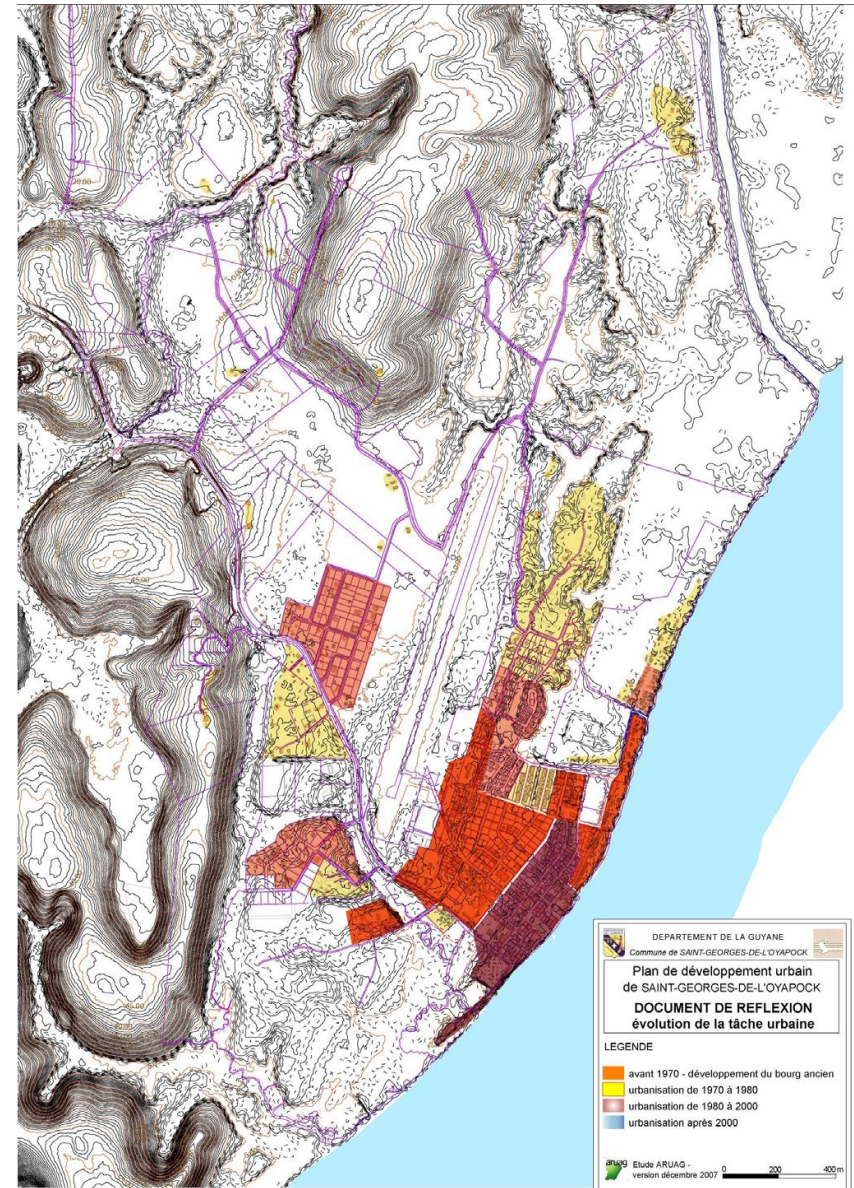 DEPARTEMENT DE LA GUYANE
Commune de SAINT-GEORGES-DE-L'OYAPOCK
Plan de développement urbain
de SAINT-GEORGES-DE-L'OYAPOCK
DOCUMENT DE REFLEXION
évolution de la tâche urbaine
LEGENDE
avant 1970 - développement du bourg ancien
urbanisation de 1970 à 1980
urbanisation de 1980 à 2000
urbanisation après 2000
aruag
Etude ARUAG -
version décembre 2007
0 200 400 m